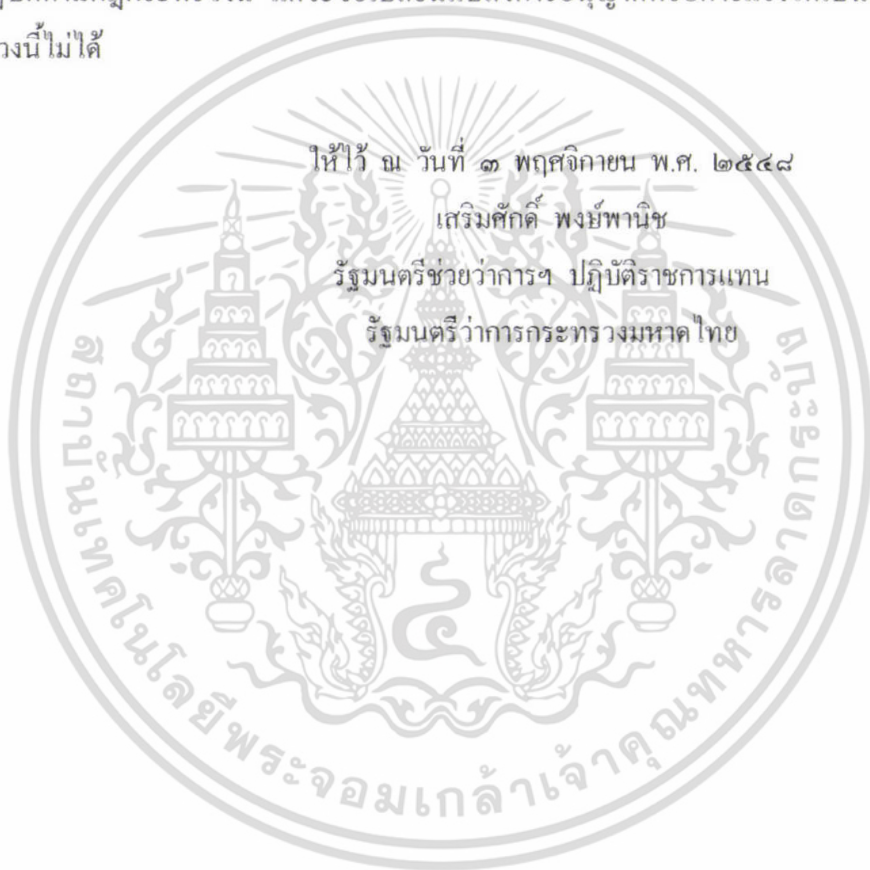 วงนี้ไม่ได้
ให้ไว้ ณ วันที่ ๓ พฤศจิกายน พ.ศ. ๒๕๔๘
เสริมศักดิ์ พงษ์พานิช
รัฐมนตรีช่วยว่าการฯ ปฏิบัติราชการแทน
รัฐมนตรีว่าการกระทรวงมหาดไทย
สถาบันเทคโนโลยีพระจอมเกล้าเจ้าคุณทหารลาดกระบัง
๔